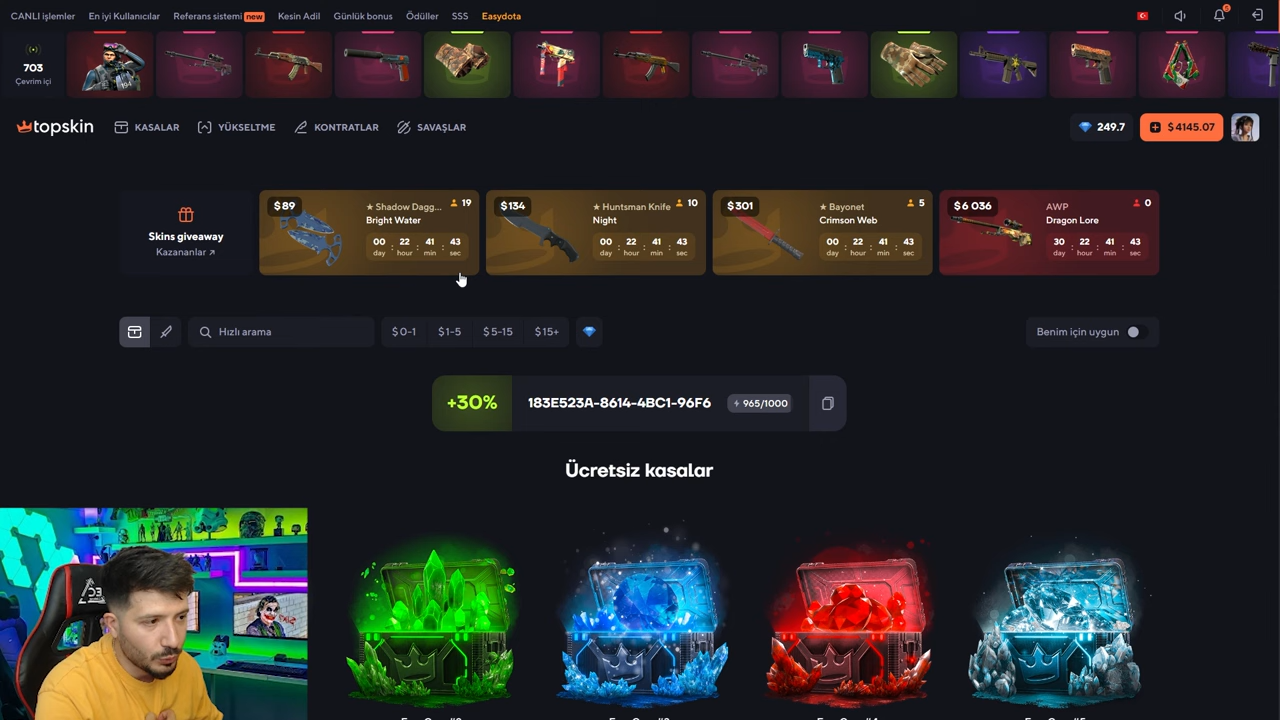 CANLI işlemler En iyi Kullanıcılar Referans sistemi new Kesin Adil Günlük bonus Ödüller SSS Easydota
703
Çevrim içi
topskin KASALAR YÜKSELTME KONTRATLAR SAVAŞLAR 249.7 $4145.07
Skins giveaway
Kazananlar ↗
$89 ★ Shadow Dagg... 19
Bright Water
00 : 22 : 41 : 43
day hour min sec
$134 ★ Huntsman Knife 10
Night
00 : 22 : 41 : 43
day hour min sec
$301 ★ Bayonet 5
Crimson Web
00 : 22 : 41 : 43
day hour min sec
$6 036 AWP 0
Dragon Lore
30 : 22 : 41 : 43
day hour min sec
Hızlı arama $0-1 $1-5 $5-15 $15+ Benim için uygun
+30% 183E523A-8614-4BC1-96F6 965/1000
Ücretsiz kasalar